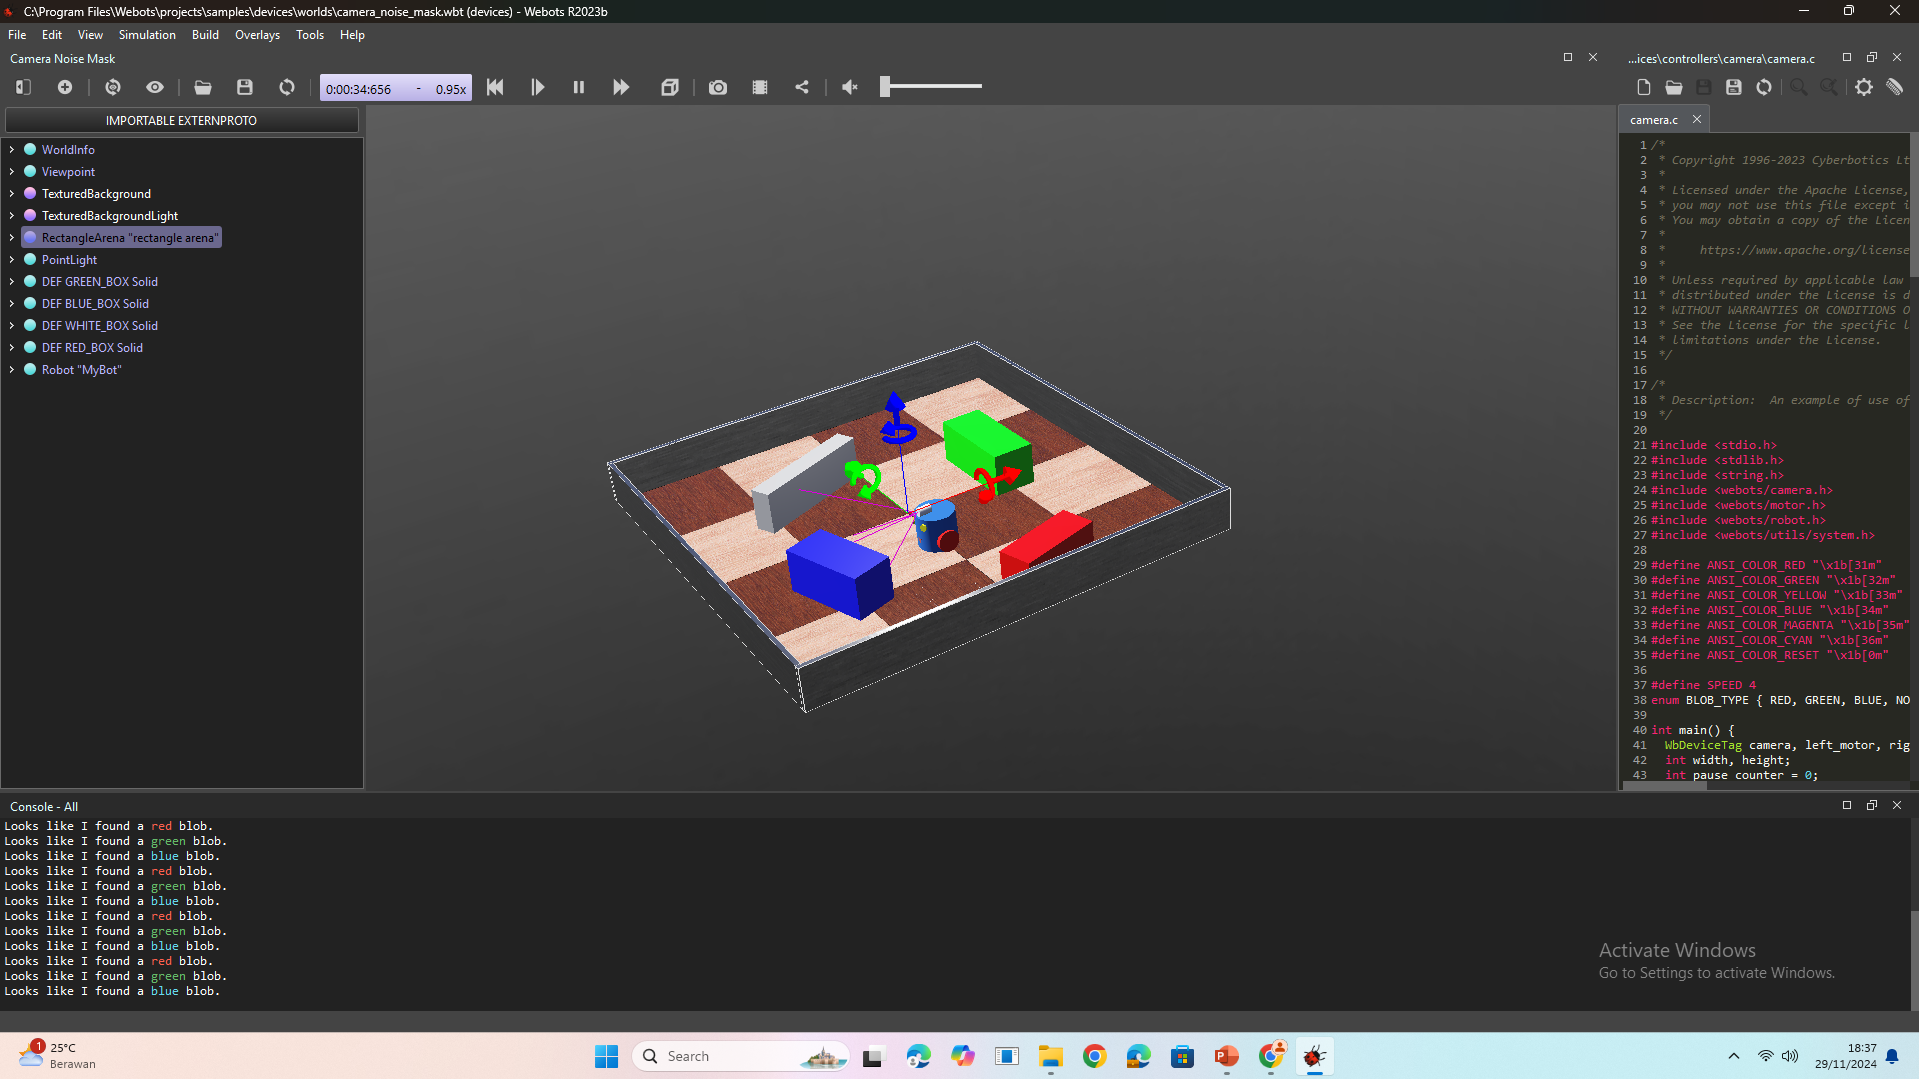 C:\Program Files\Webots\projects\samples\devices\worlds\camera_noise_mask.wbt (devices) - Webots R2023b
File Edit View Simulation Build Overlays Tools Help
Camera Noise Mask
...ices\controllers\camera\camera.c
0:00:34:656 - 0.95x
IMPORTABLE EXTERNPROTO
WorldInfo
Viewpoint
TexturedBackground
TexturedBackgroundLight
RectangleArena "rectangle arena"
PointLight
DEF GREEN_BOX Solid
DEF BLUE_BOX Solid
DEF WHITE_BOX Solid
DEF RED_BOX Solid
Robot "MyBot"
camera.c
1 /*
2 * Copyright 1996-2023 Cyberbotics Lt
3 *
4 * Licensed under the Apache License,
5 * you may not use this file except i
6 * You may obtain a copy of the Licen
7 *
8 * https://www.apache.org/license
9 *
10 * Unless required by applicable law
11 * distributed under the License is d
12 * WITHOUT WARRANTIES OR CONDITIONS O
13 * See the License for the specific l
14 * limitations under the License.
15 */
16
17 /*
18 * Description:  An example of use of
19 */
20
21 #include <stdio.h>
22 #include <stdlib.h>
23 #include <string.h>
24 #include <webots/camera.h>
25 #include <webots/motor.h>
26 #include <webots/robot.h>
27 #include <webots/utils/system.h>
28
29 #define ANSI_COLOR_RED "\x1b[31m"
30 #define ANSI_COLOR_GREEN "\x1b[32m"
31 #define ANSI_COLOR_YELLOW "\x1b[33m"
32 #define ANSI_COLOR_BLUE "\x1b[34m"
33 #define ANSI_COLOR_MAGENTA "\x1b[35m"
34 #define ANSI_COLOR_CYAN "\x1b[36m"
35 #define ANSI_COLOR_RESET "\x1b[0m"
36
37 #define SPEED 4
38 enum BLOB_TYPE { RED, GREEN, BLUE, NO
39
40 int main() {
41 WbDeviceTag camera, left_motor, rig
42 int width, height;
43 int pause_counter = 0;
Console - All
Looks like I found a red blob.
Looks like I found a green blob.
Looks like I found a blue blob.
Looks like I found a red blob.
Looks like I found a green blob.
Looks like I found a blue blob.
Looks like I found a red blob.
Looks like I found a green blob.
Looks like I found a blue blob.
Looks like I found a red blob.
Looks like I found a green blob.
Looks like I found a blue blob.
Activate Windows
Go to Settings to activate Windows.
1
25°C
Berawan
Search
18:37
29/11/2024